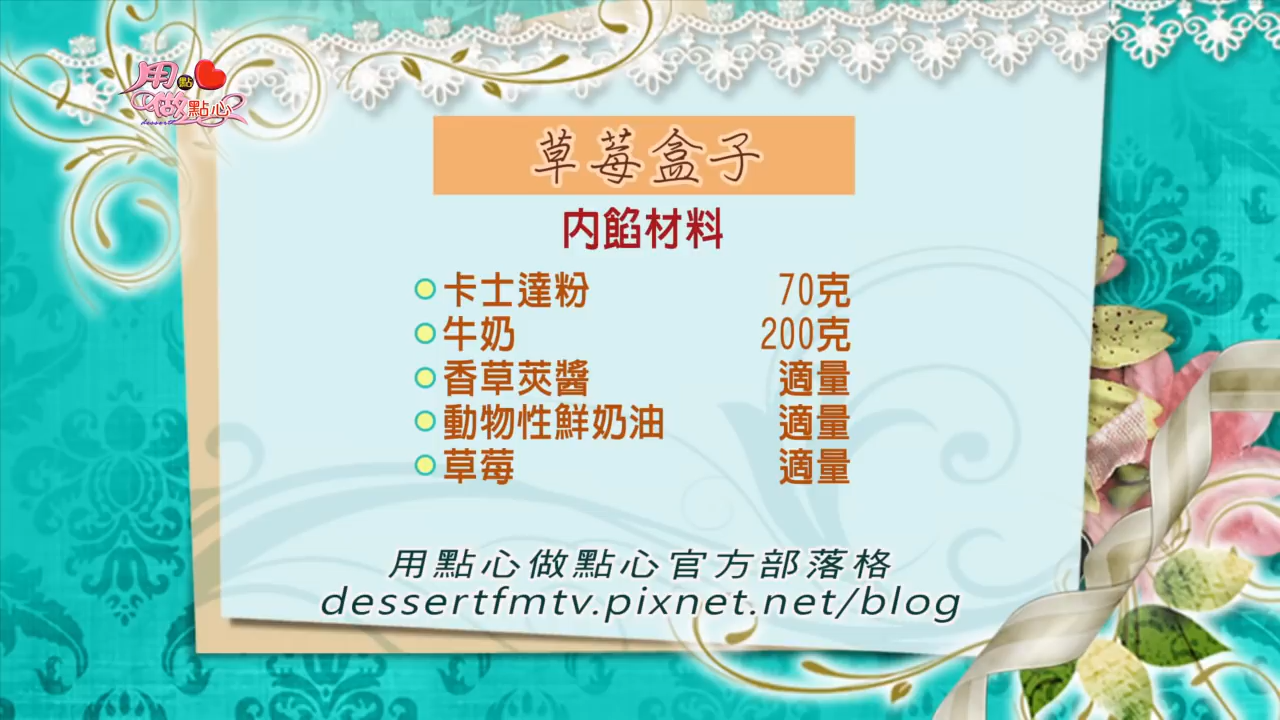 用點心
做點心
dessert
草莓盒子
內餡材料
卡士達粉 70克
牛奶 200克
香草莢醬 適量
動物性鮮奶油 適量
草莓 適量
用點心做點心官方部落格
dessertfmtv.pixnet.net/blog